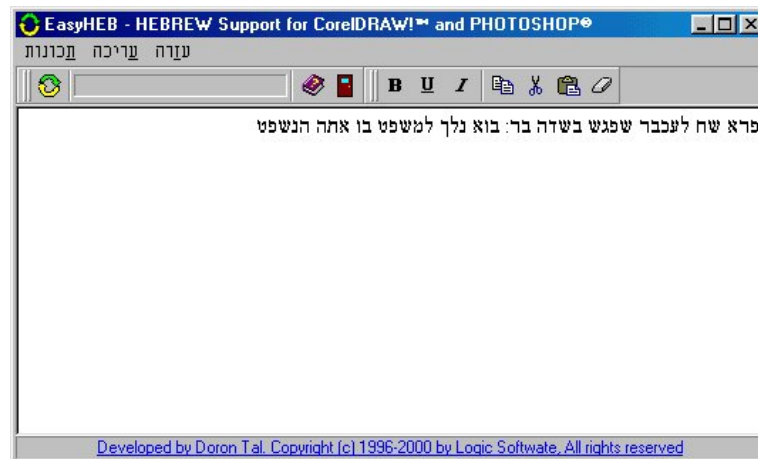 EasyHEB - HEBREW Support for CorelDRAW!™ and PHOTOSHOP®
תכונות עריכה עזרה
B U I
פרא שח לעכבר שפגש בשדה בר: בוא נלך למשפט בו אתה הנשפט
Developed by Doron Tal. Copyright (c) 1996-2000 by Logic Softwate, All rights reserved